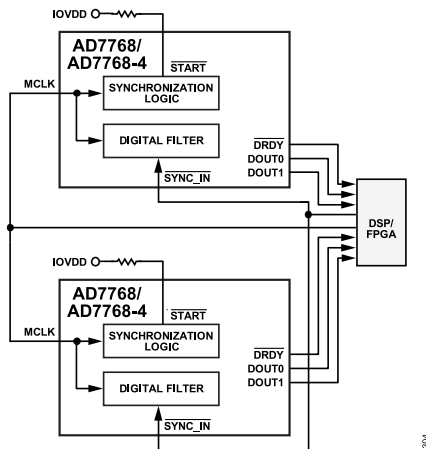 IOVDD
AD7768/
AD7768-4
START
MCLK
SYNCHRONIZATION
LOGIC
DIGITAL FILTER
SYNC_IN
DRDY
DOUT0
DOUT1
DSP/
FPGA
IOVDD
AD7768/
AD7768-4
START
MCLK
SYNCHRONIZATION
LOGIC
DIGITAL FILTER
SYNC_IN
DRDY
DOUT0
DOUT1